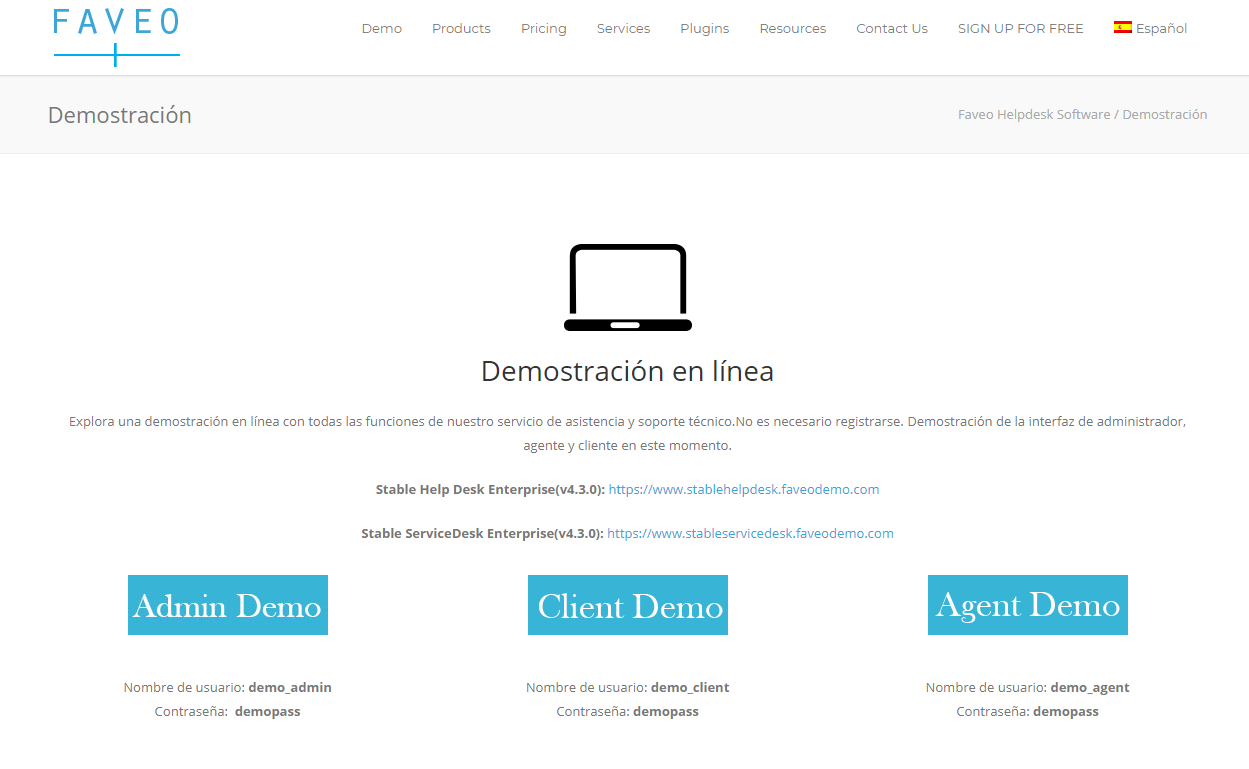 FAVEO
Demo Products Pricing Services Plugins Resources Contact Us SIGN UP FOR FREE Español
Demostración
Faveo Helpdesk Software / Demostración
Demostración en línea
Explora una demostración en línea con todas las funciones de nuestro servicio de asistencia y soporte técnico.No es necesario registrarse. Demostración de la interfaz de administrador,
agente y cliente en este momento.
Stable Help Desk Enterprise(v4.3.0): https://www.stablehelpdesk.faveodemo.com
Stable ServiceDesk Enterprise(v4.3.0): https://www.stableservicedesk.faveodemo.com
Admin Demo
Nombre de usuario: demo_admin
Contraseña: demopass
Client Demo
Nombre de usuario: demo_client
Contraseña: demopass
Agent Demo
Nombre de usuario: demo_agent
Contraseña: demopass